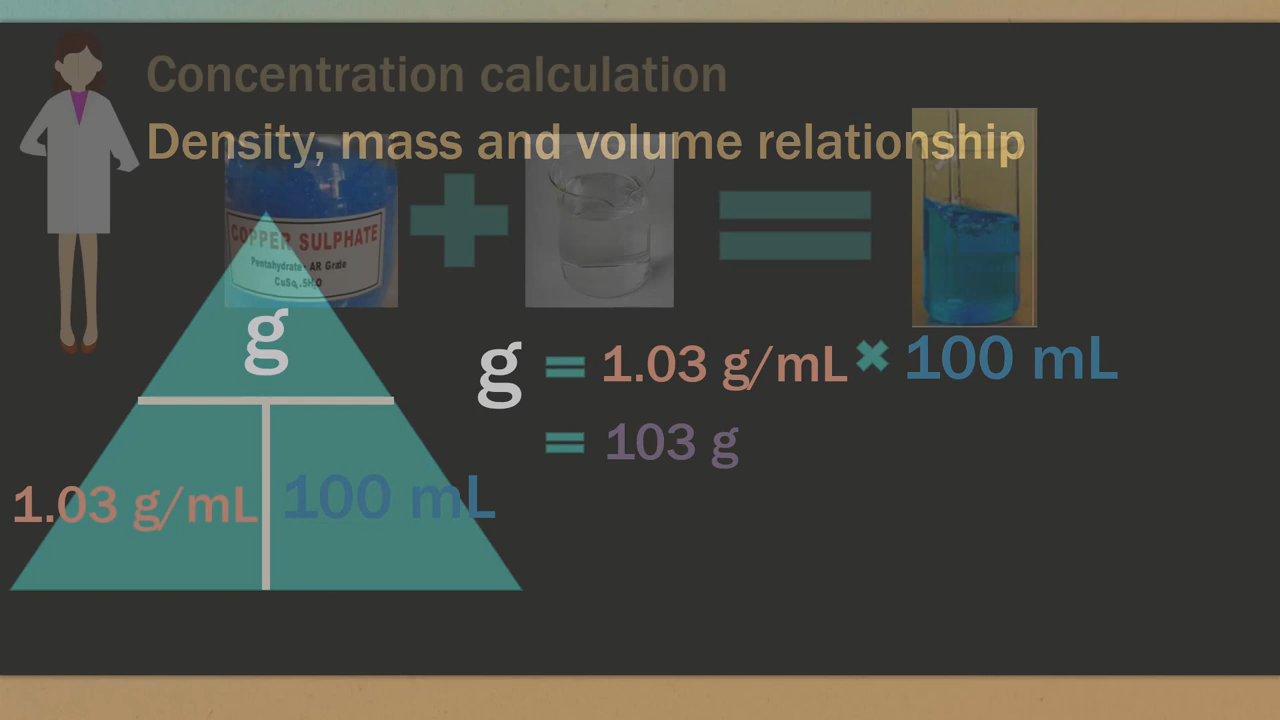 Concentration calculation
Density, mass and volume relationship
COPPER SULPHATE
Pentahydrate - AR Grade
CuSo₄.5H₂O
g
g = 1.03 g/mL × 100 mL
= 103 g
1.03 g/mL 100 mL